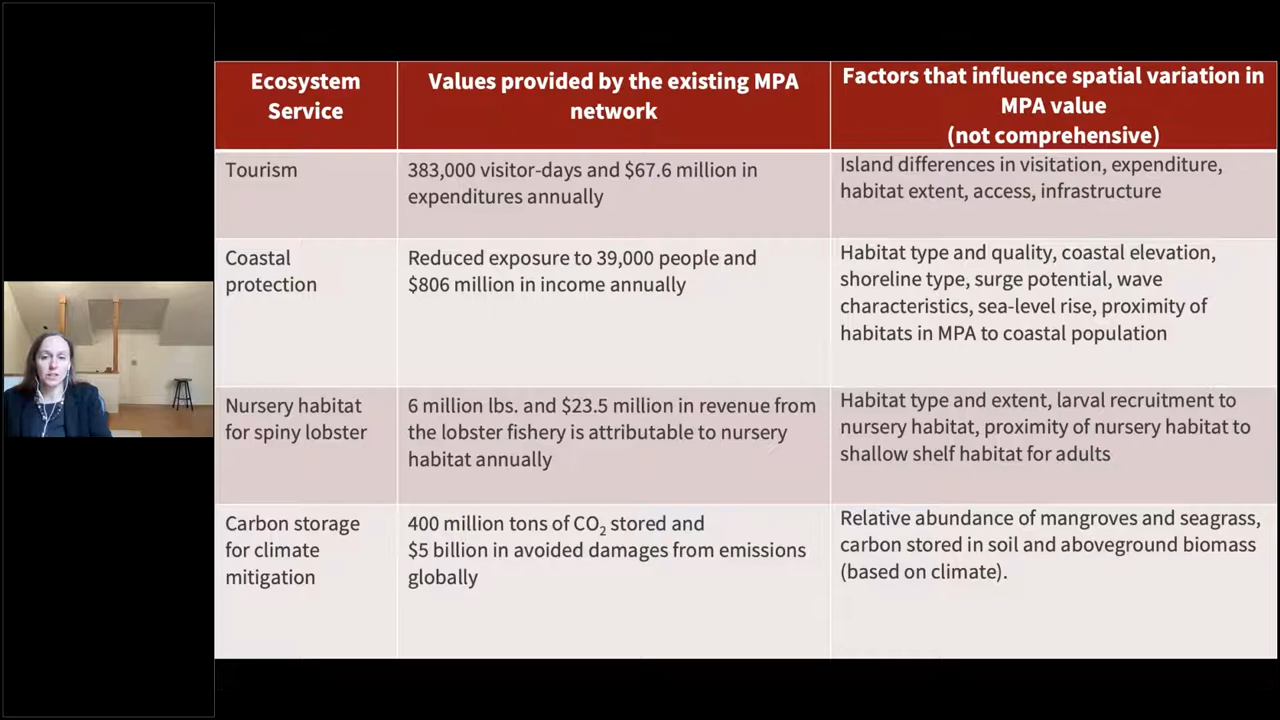 Ecosystem
Service
Values provided by the existing MPA
network
Factors that influence spatial variation in
MPA value
(not comprehensive)
Tourism
383,000 visitor-days and $67.6 million in
expenditures annually
Island differences in visitation, expenditure,
habitat extent, access, infrastructure
Coastal
protection
Reduced exposure to 39,000 people and
$806 million in income annually
Habitat type and quality, coastal elevation,
shoreline type, surge potential, wave
characteristics, sea-level rise, proximity of
habitats in MPA to coastal population
Nursery habitat
for spiny lobster
6 million lbs. and $23.5 million in revenue from
the lobster fishery is attributable to nursery
habitat annually
Habitat type and extent, larval recruitment to
nursery habitat, proximity of nursery habitat to
shallow shelf habitat for adults
Carbon storage
for climate
mitigation
400 million tons of CO₂ stored and
$5 billion in avoided damages from emissions
globally
Relative abundance of mangroves and seagrass,
carbon stored in soil and aboveground biomass
(based on climate).